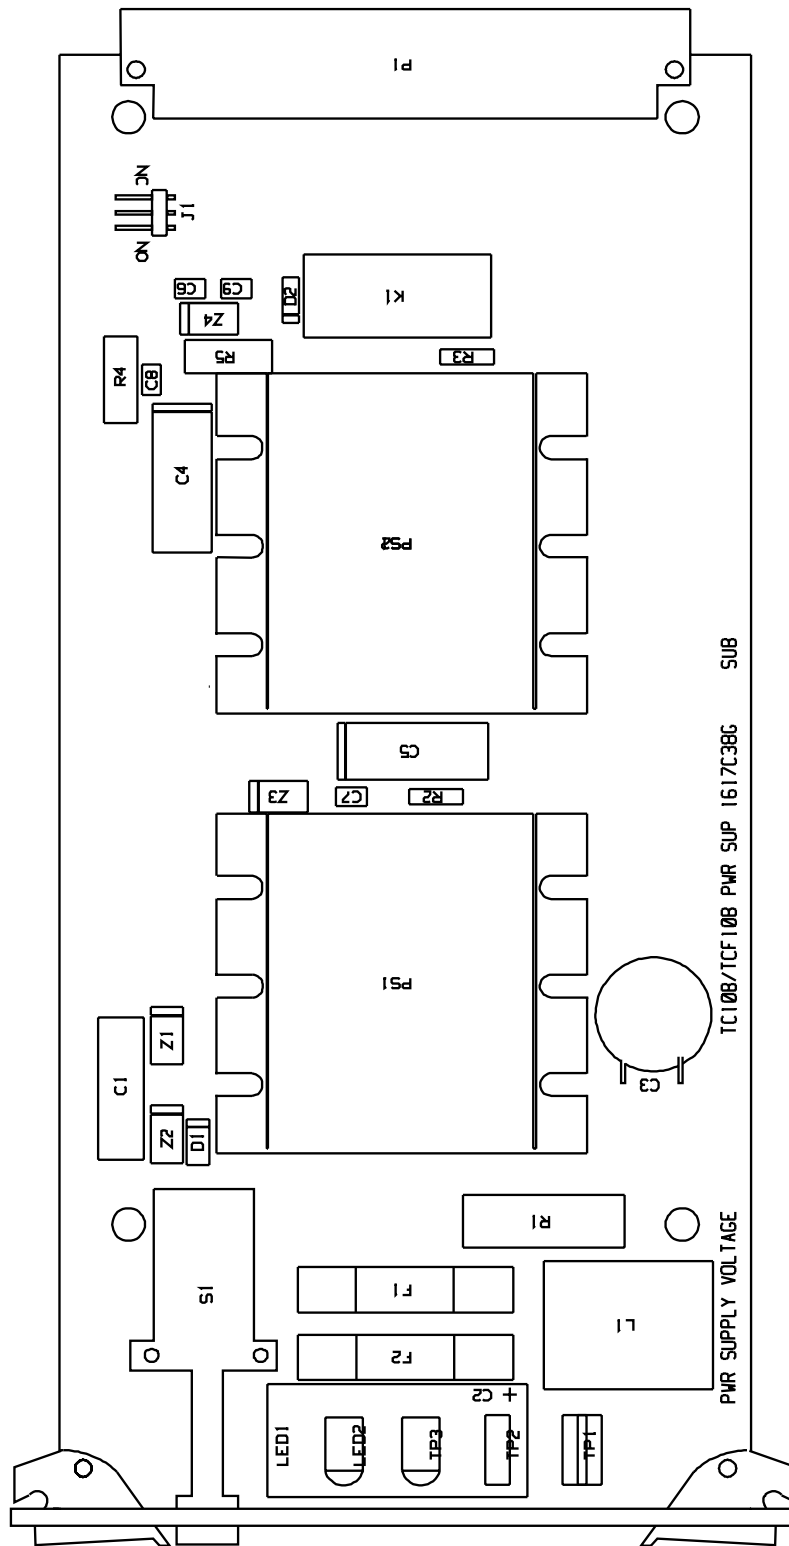 P1
NC
J1
NO
C6
C9
D2
K1
Z4
R5
R3
R4
C8
C4
PS2
SUB
C5
Z3
C7
R2
TC10B/TCF10B PWR SUP 1617C38G
PS1
Z1
C1
C3
Z2
D1
R1
PWR SUPPLY VOLTAGE
S1
F1
L1
F2
C2 +
LED1
LED2
TP3
TP2
TP1